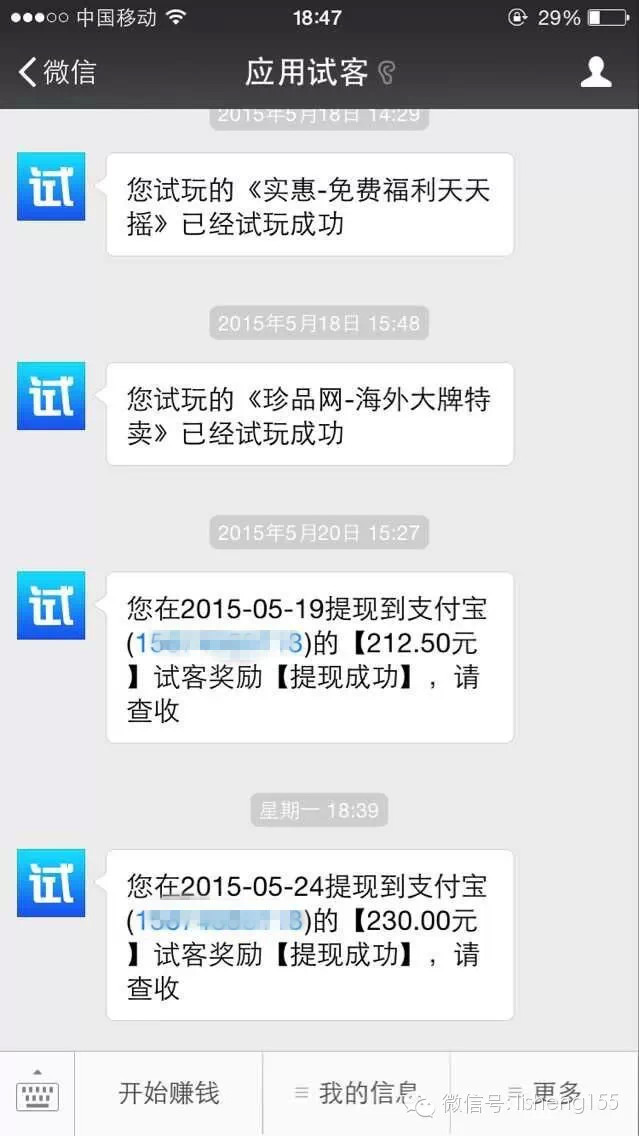 中国移动 18:47 29%
微信 应用试客
2015年5月18日 14:29
试
您试玩的《实惠-免费福利天天
摇》已经试玩成功
2015年5月18日 15:48
试
您试玩的《珍品网-海外大牌特
卖》已经试玩成功
2015年5月20日 15:27
试
您在2015-05-19提现到支付宝
的【212.50元
】试客奖励【提现成功】，请
查收
星期一 18:39
试
您在2015-05-24提现到支付宝
的【230.00元
】试客奖励【提现成功】，请
查收
开始赚钱 我的信息 更多
微信号: lisheng155